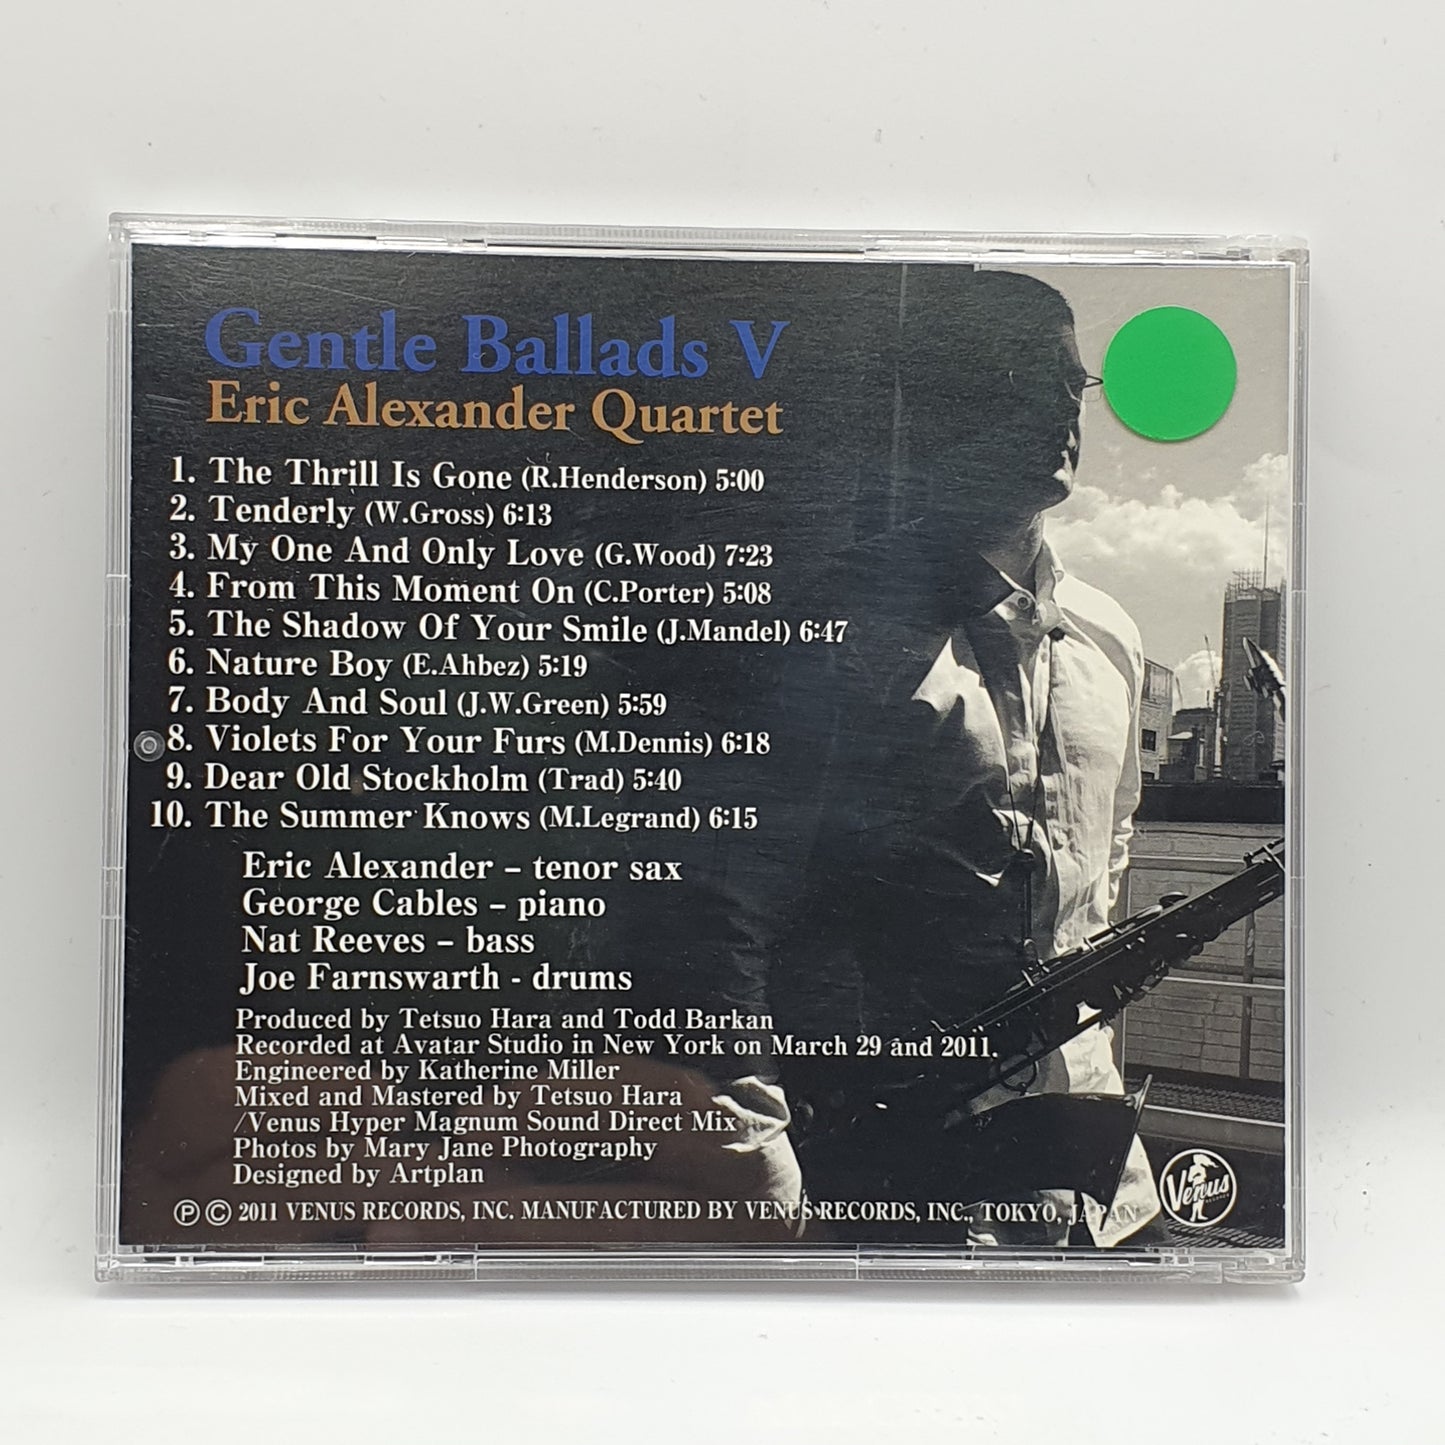 Gentle Ballads V
Eric Alexander Quartet
1. The Thrill Is Gone (R.Henderson) 5:00
2. Tenderly (W.Gross) 6:13
3. My One And Only Love (G.Wood) 7:23
4. From This Moment On (C.Porter) 5:08
5. The Shadow Of Your Smile (J.Mandel) 6:47
6. Nature Boy (E.Ahbez) 5:19
7. Body And Soul (J.W.Green) 5:59
8. Violets For Your Furs (M.Dennis) 6:18
9. Dear Old Stockholm (Trad) 5:40
10. The Summer Knows (M.Legrand) 6:15
Eric Alexander – tenor sax
George Cables – piano
Nat Reeves – bass
Joe Farnswarth - drums
Produced by Tetsuo Hara and Todd Barkan
Recorded at Avatar Studio in New York on March 29 and 2011.
Engineered by Katherine Miller
Mixed and Mastered by Tetsuo Hara
/Venus Hyper Magnum Sound Direct Mix
Photos by Mary Jane Photography
Designed by Artplan
℗ © 2011 VENUS RECORDS, INC. MANUFACTURED BY VENUS RECORDS, INC., TOKYO, JAPAN
Venus
RECORDS